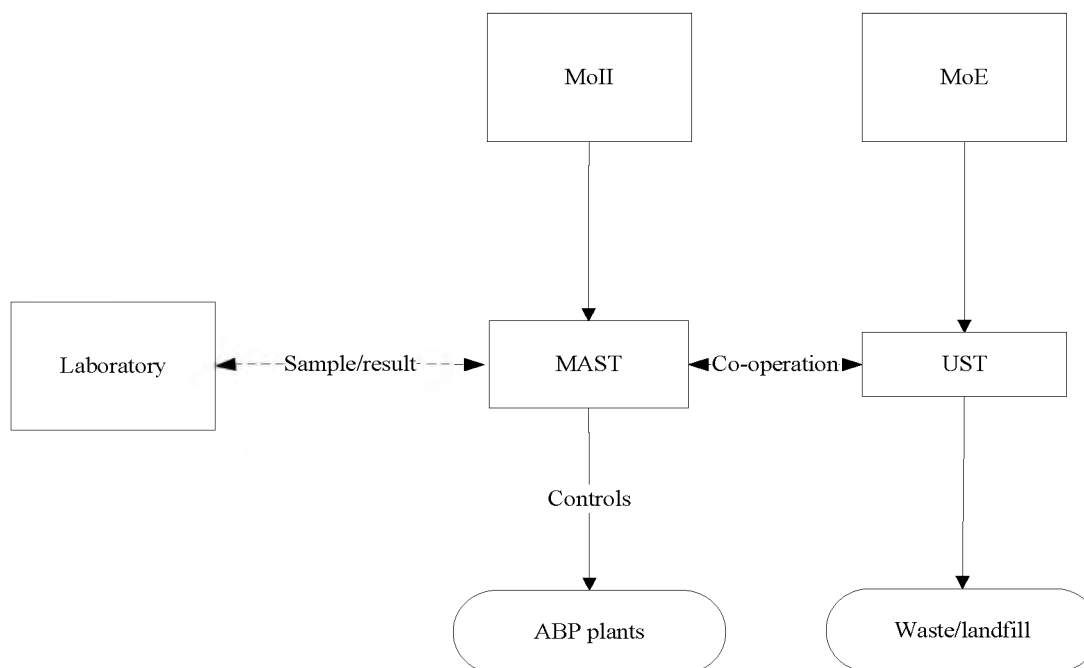 MoII
MoE
Laboratory
Sample/result
MAST
Co-operation
UST
Controls
ABP plants
Waste/landfill